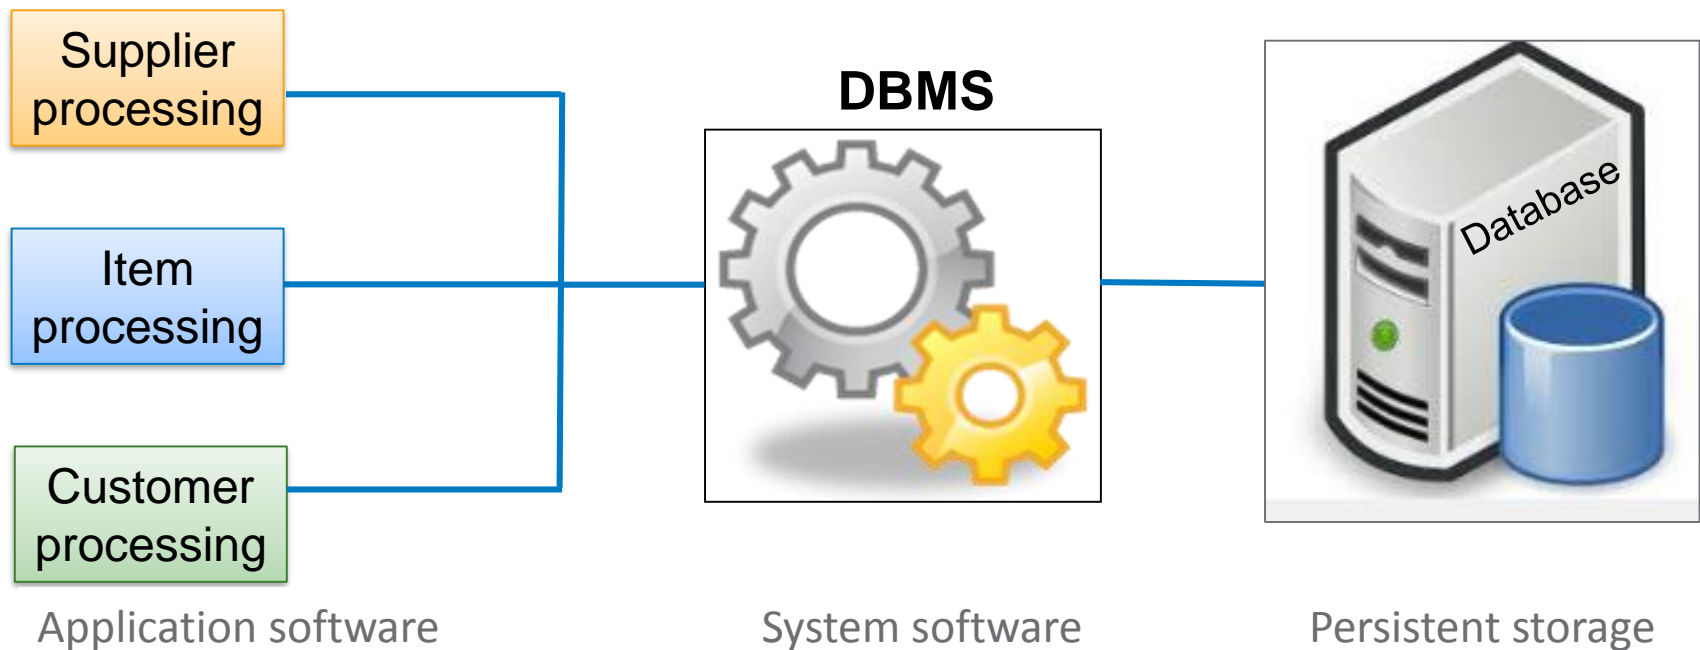 Supplier
processing
Item
processing
Customer
processing
Application software
DBMS
System software
Database
Persistent storage